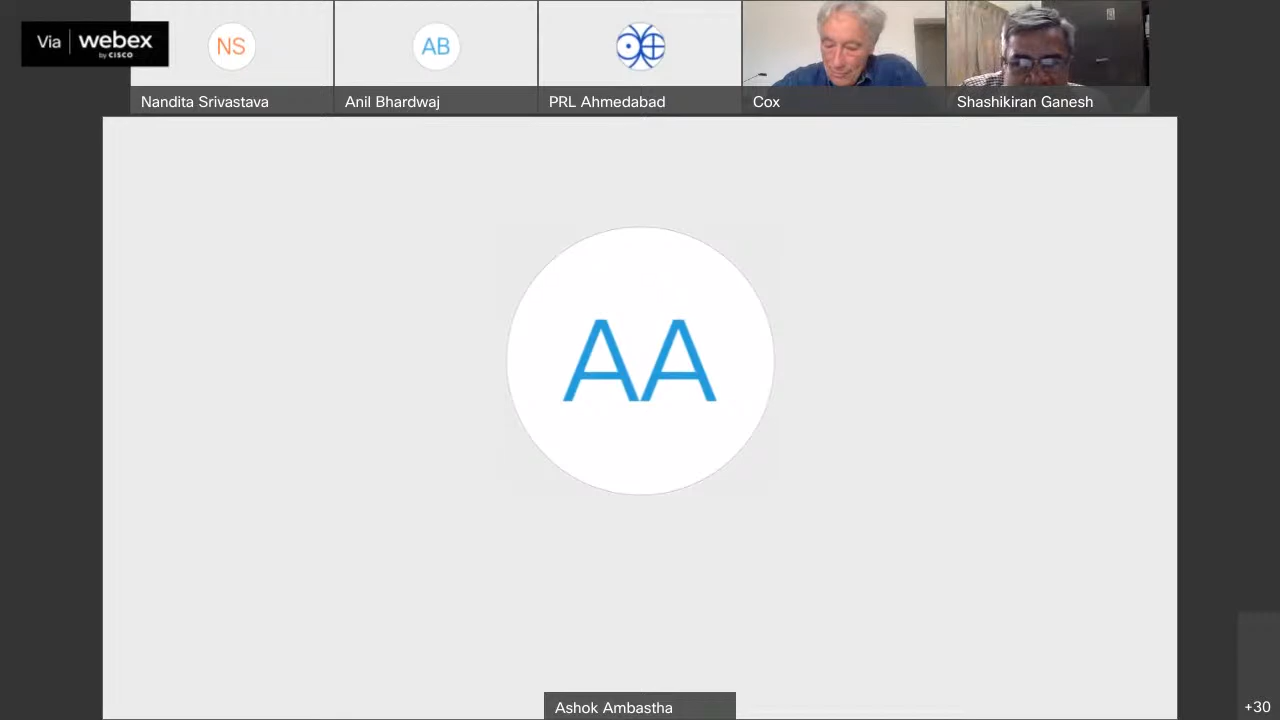 Via webex
by CISCO
NS
AB
Nandita Srivastava
Anil Bhardwaj
PRL Ahmedabad
Cox
Shashikiran Ganesh
AA
Ashok Ambastha
+30